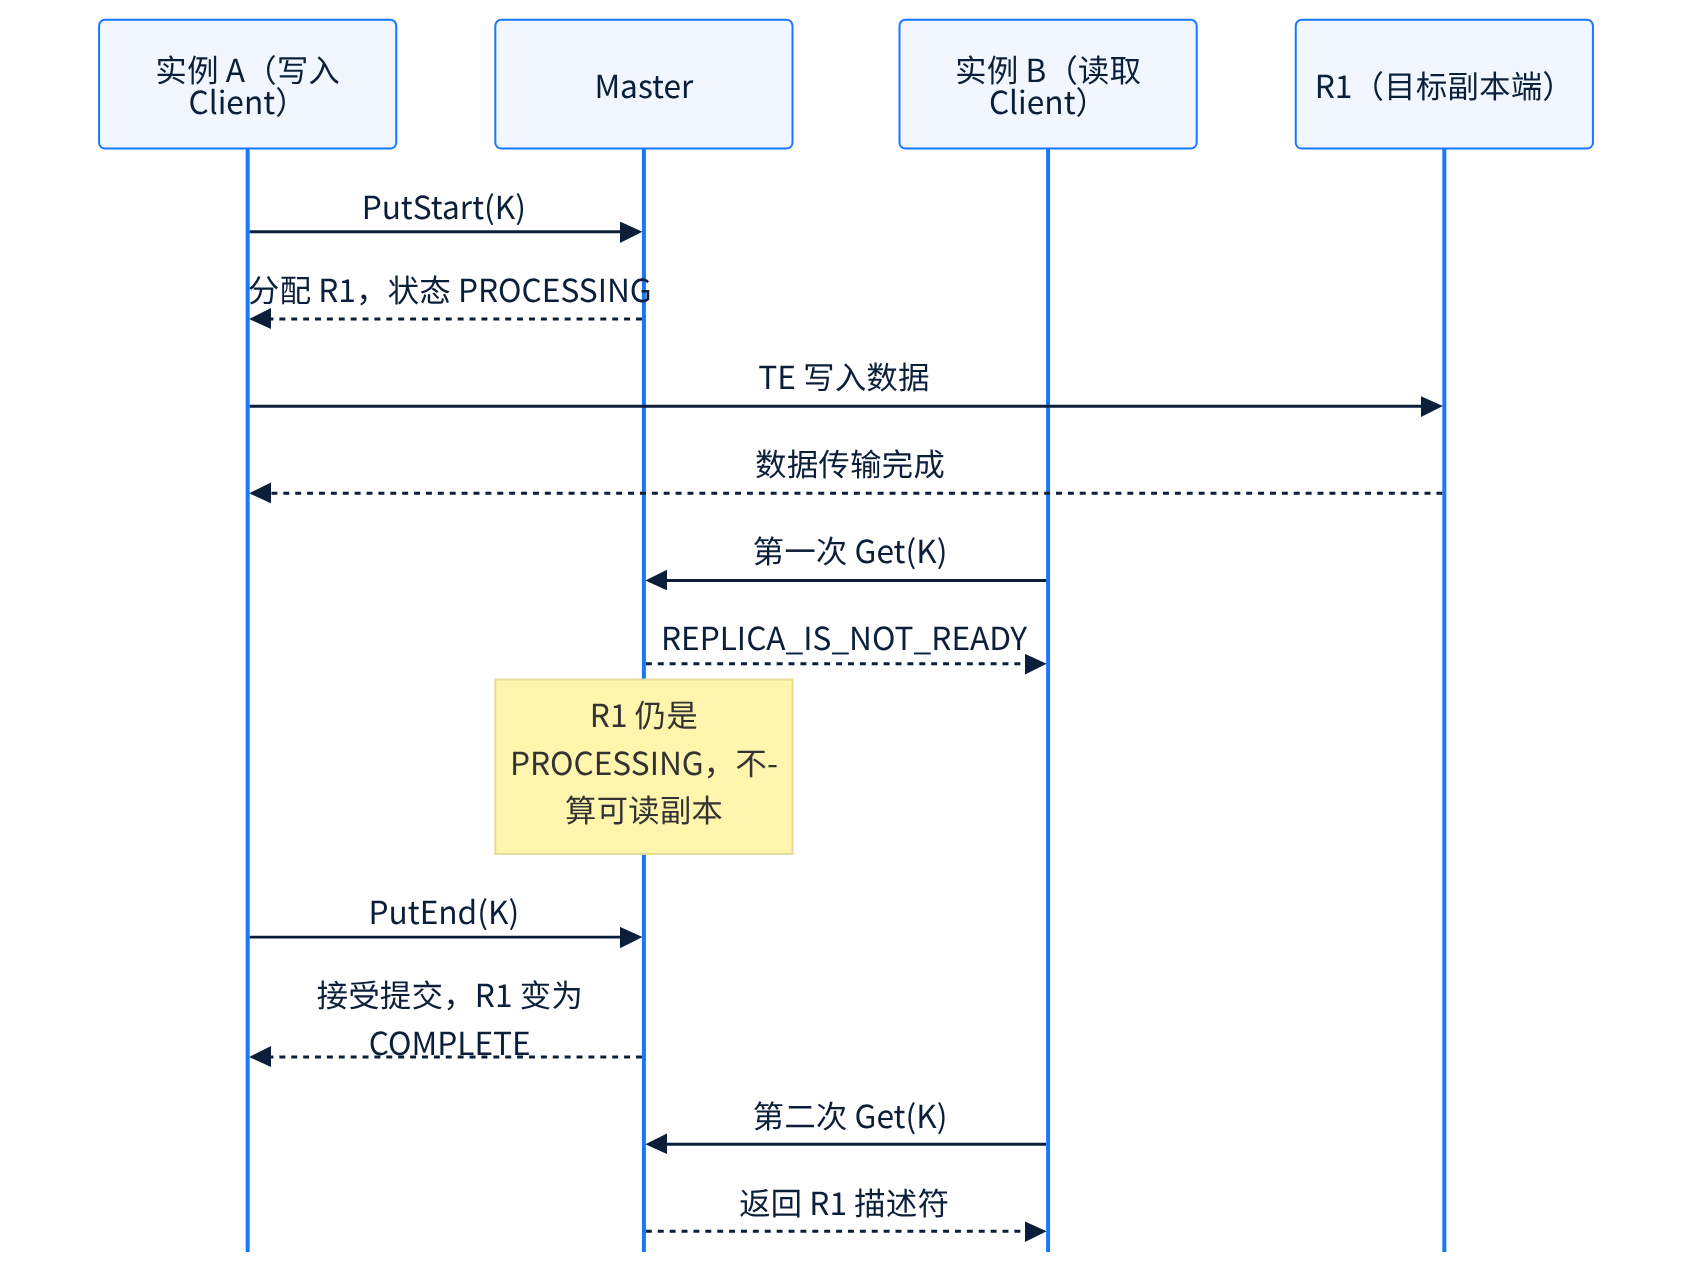 实例 A（写入
Client）
Master
实例 B（读取
Client）
R1（目标副本端）
PutStart(K)
分配 R1，状态 PROCESSING
TE 写入数据
数据传输完成
第一次 Get(K)
REPLICA_IS_NOT_READY
R1 仍是
PROCESSING，不-
算可读副本
PutEnd(K)
接受提交，R1 变为
COMPLETE
第二次 Get(K)
返回 R1 描述符